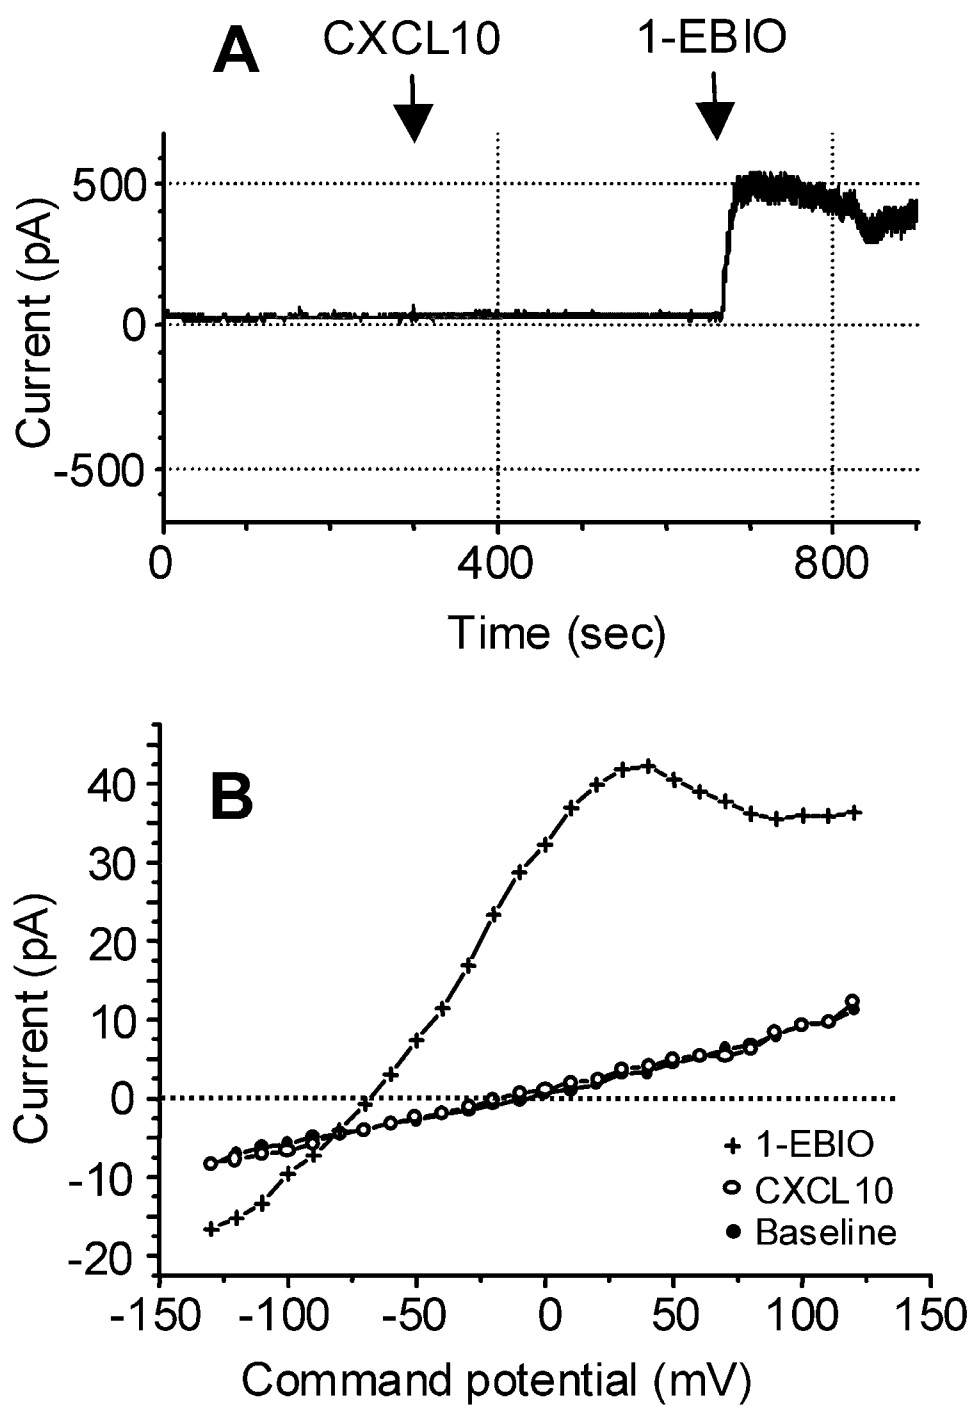 A CXCL10 1-EBIO
500
0
-500
Current (pA)
0 400 800
Time (sec)
B
40
30
20
10
0
-10
-20
Current (pA)
1-EBIO
CXCL10
Baseline
-150 -100 -50 0 50 100 150
Command potential (mV)